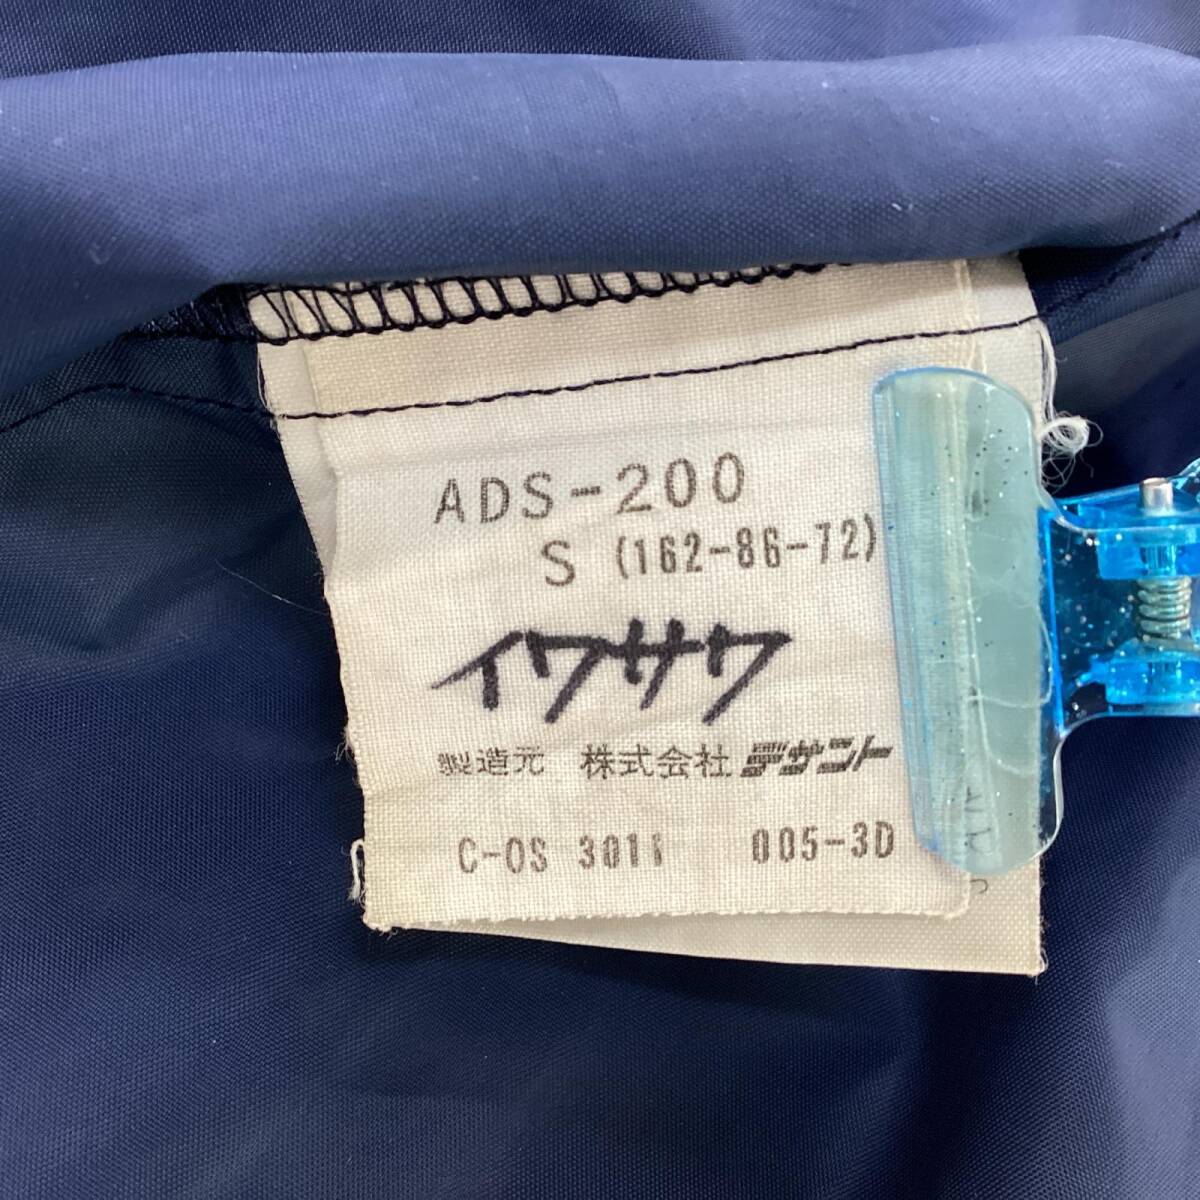 ADS-200
S (162-86-72)
イワサワ
製造元 株式会社 デサント
C-OS 3011 005-3D